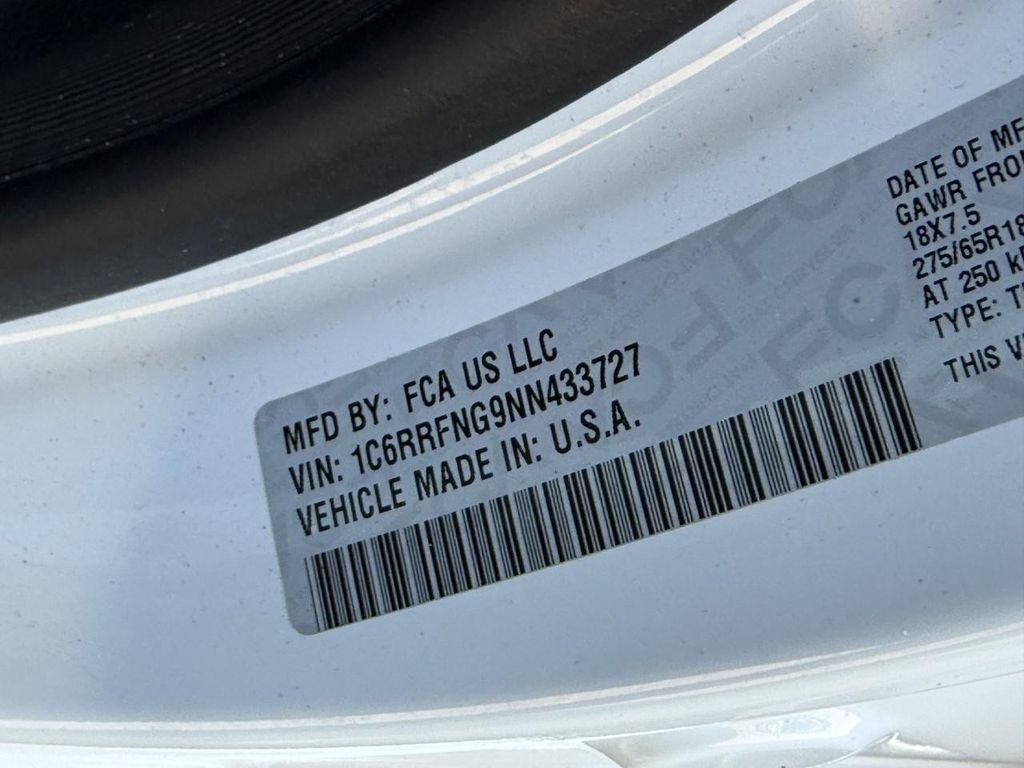 MFD BY: FCA US LLC
VIN: 1C6RRFNG9NN433727
VEHICLE MADE IN: U.S.A.
DATE OF MF
GAWR FRON
18X7.5
275/65R18
AT 250 k
TYPE: T
THIS V